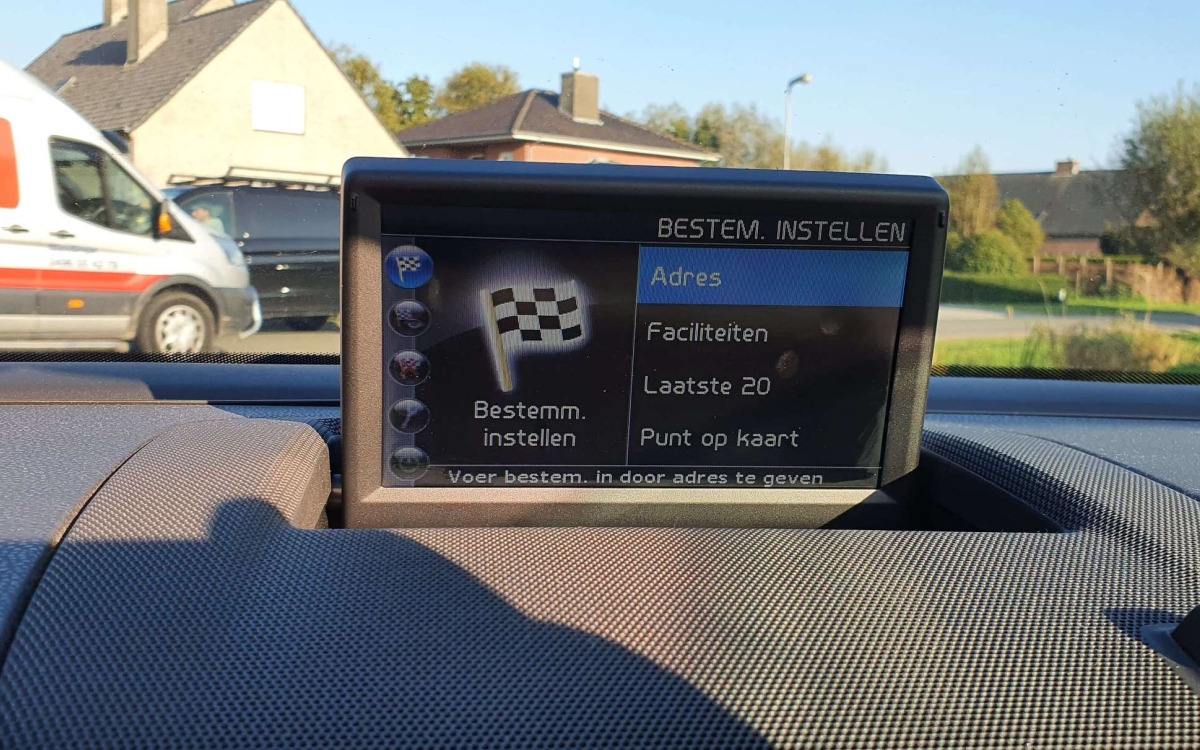 BESTEM. INSTELLEN
Adres
Faciliteiten
Laatste 20
Punt op kaart
Bestemm.
instellen
Voer bestem. in door adres te geven